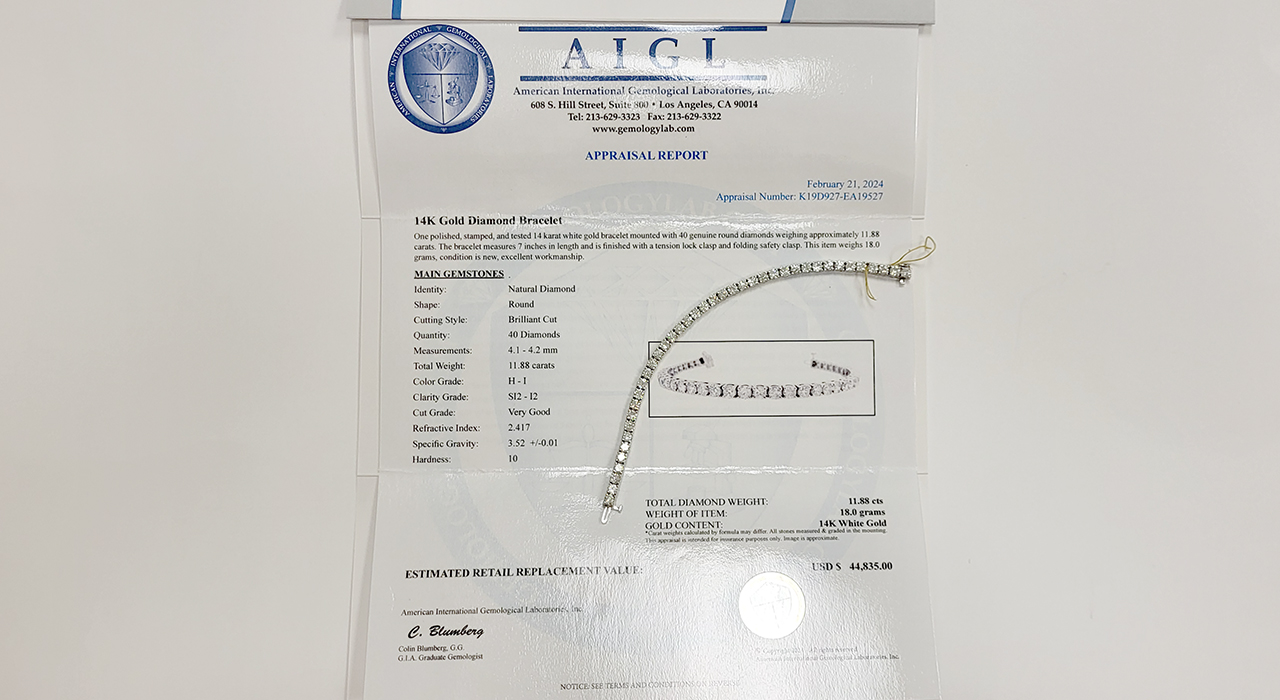 AMERICAN INTERNATIONAL GEMOLOGICAL LABORATORIES
A I G L
American International Gemological Laboratories, Inc.
608 S. Hill Street, Suite 800 • Los Angeles, CA 90014
Tel: 213-629-3323 Fax: 213-629-3322
www.gemologylab.com
APPRAISAL REPORT
February 21, 2024
Appraisal Number: K19D927-EA19527
14K Gold Diamond Bracelet
One polished, stamped, and tested 14 karat white gold bracelet mounted with 40 genuine round diamonds weighing approximately 11.88
carats. The bracelet measures 7 inches in length and is finished with a tension lock clasp and folding safety clasp. This item weighs 18.0
grams, condition is new, excellent workmanship.
MAIN GEMSTONES
Identity: Natural Diamond
Shape: Round
Cutting Style: Brilliant Cut
Quantity: 40 Diamonds
Measurements: 4.1 - 4.2 mm
Total Weight: 11.88 carats
Color Grade: H - I
Clarity Grade: SI2 - I2
Cut Grade: Very Good
Refractive Index: 2.417
Specific Gravity: 3.52 +/-0.01
Hardness: 10
TOTAL DIAMOND WEIGHT: 11.88 cts
WEIGHT OF ITEM: 18.0 grams
GOLD CONTENT: 14K White Gold
*Carat weights calculated by formula may differ. All stones measured & graded in the mounting.
This appraisal is intended for insurance purposes only. Image is approximate.
ESTIMATED RETAIL REPLACEMENT VALUE: USD $ 44,835.00
American International Gemological Laboratories, Inc.
C. Blumberg
Colin Blumberg, G.G.
G.I.A. Graduate Gemologist
All rights reserved
American International Gemological Laboratories, Inc.
NOTICE: SEE TERMS AND CONDITIONS ON REVERSE